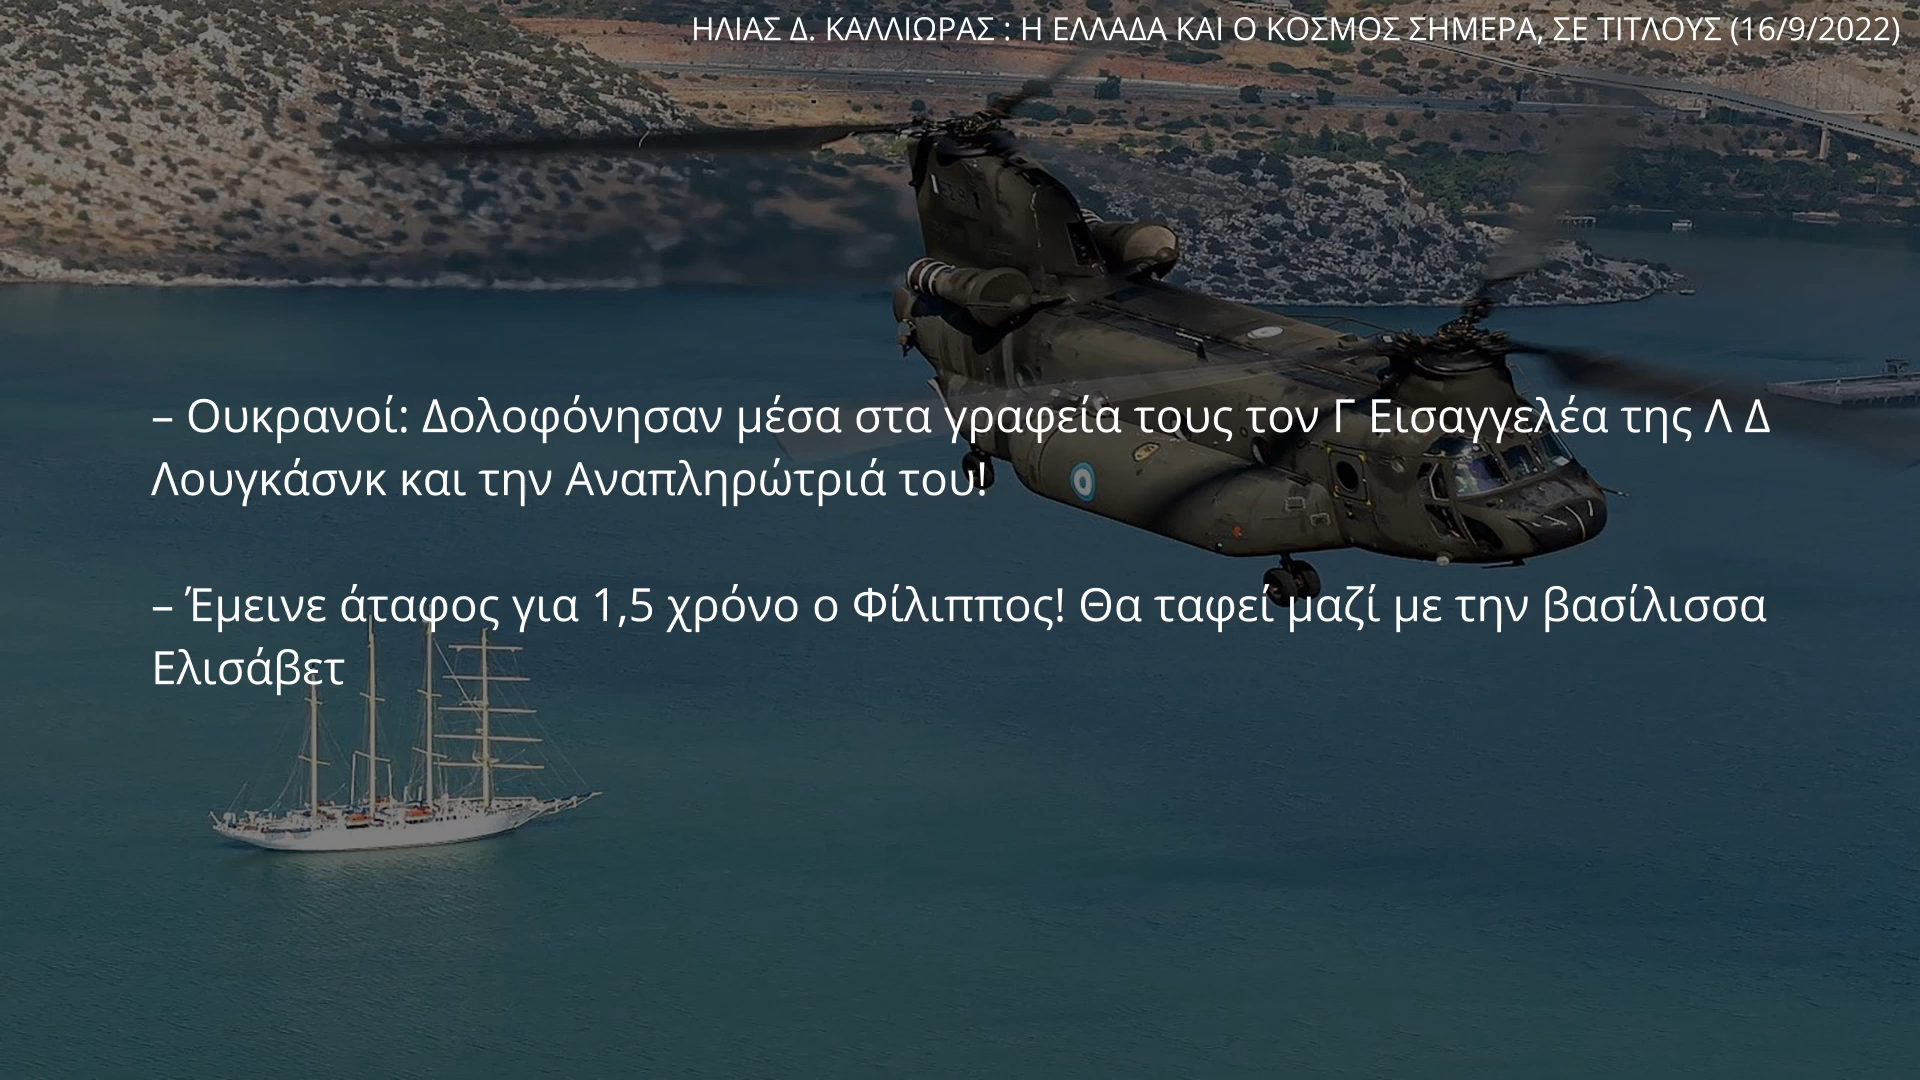 ΗΛΙΑΣ Δ. ΚΑΛΛΙΩΡΑΣ : Η ΕΛΛΑΔΑ ΚΑΙ Ο ΚΟΣΜΟΣ ΣΗΜΕΡΑ, ΣΕ ΤΙΤΛΟΥΣ (16/9/2022)
– Ουκρανοί: Δολοφόνησαν μέσα στα γραφεία τους τον Γ Εισαγγελέα της Λ Δ
Λουγκάσνκ και την Αναπληρώτριά του!
– Έμεινε άταφος για 1,5 χρόνο ο Φίλιππος! Θα ταφεί μαζί με την βασίλισσα
Ελισάβετ